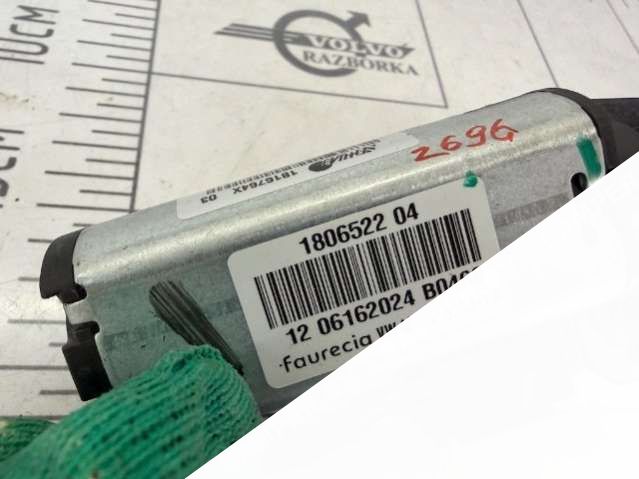 10CM
VOLVO
RAZBORKA
Z696
1816764X 03
1806522 04
12 06162024 B04
faurecia